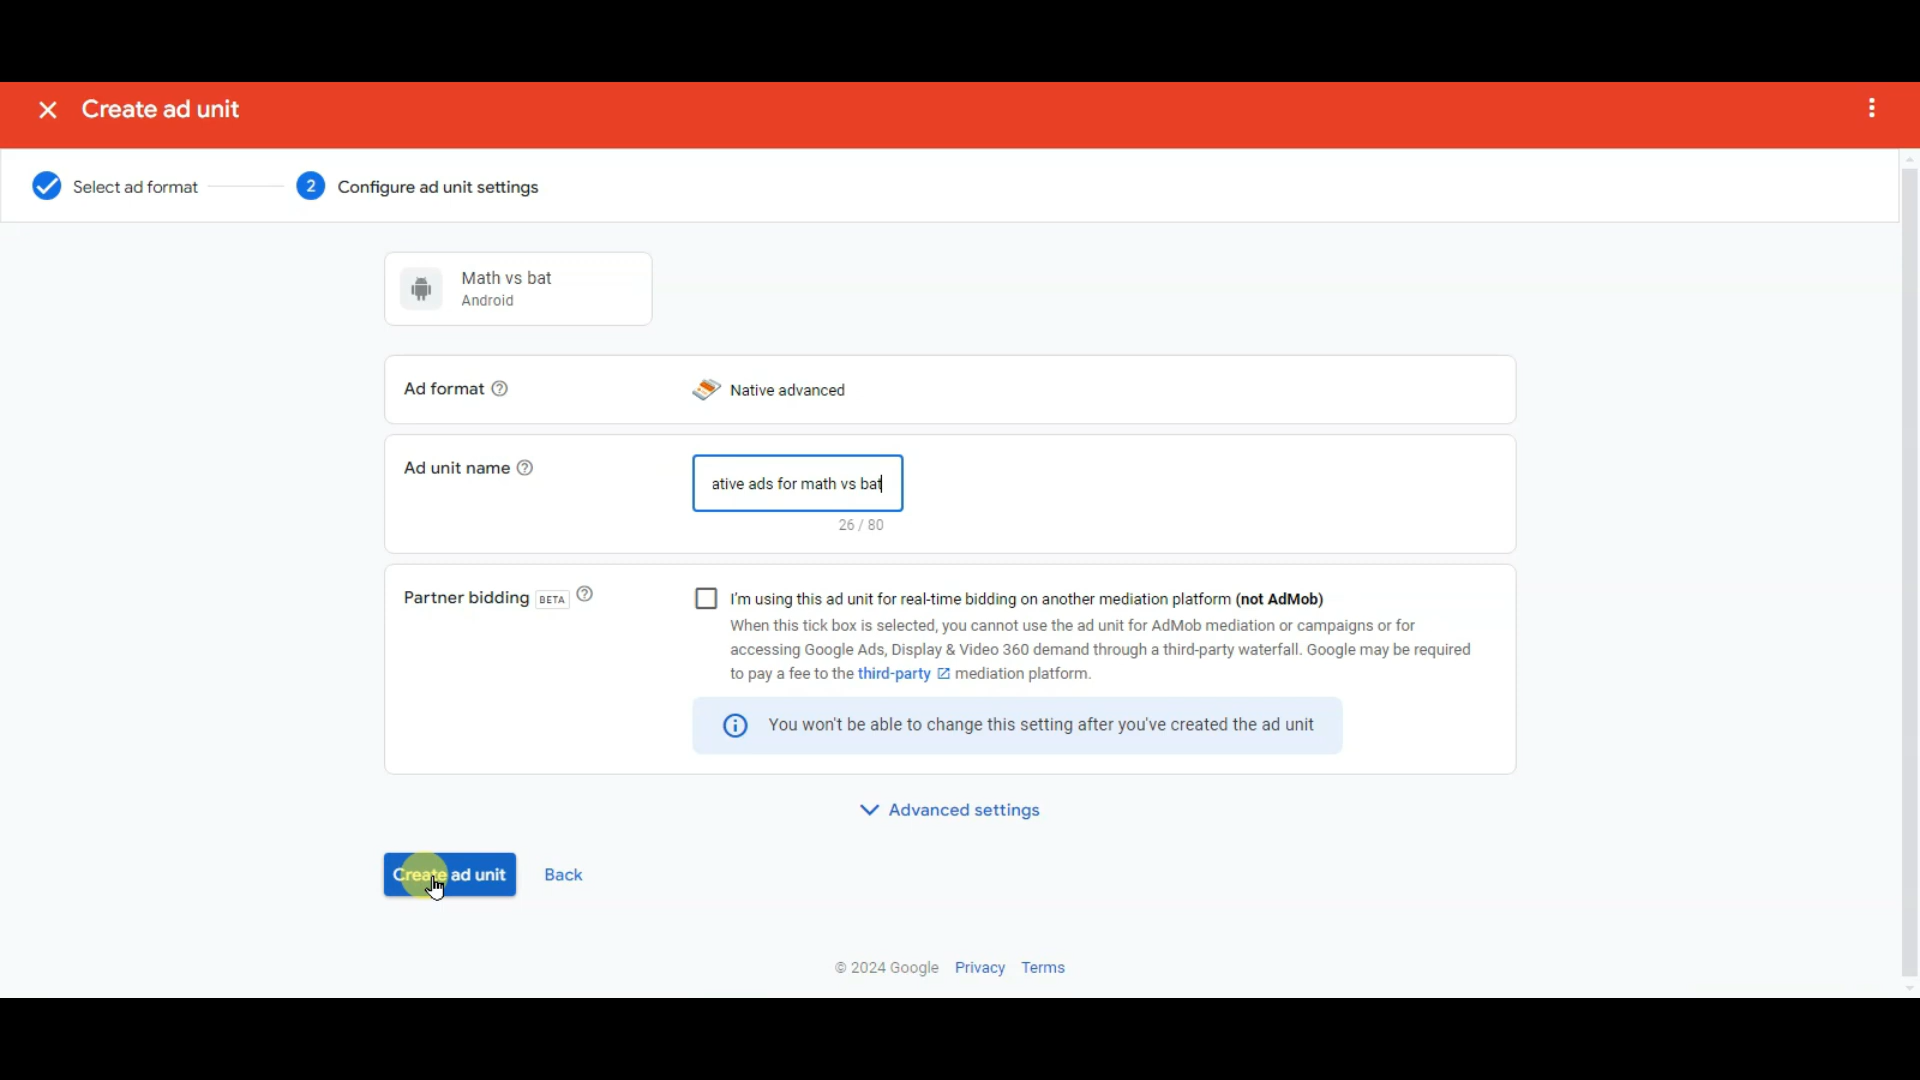 Create ad unit
Select ad format
2
Configure ad unit settings
Math vs bat
Android
Ad format
Native advanced
Ad unit name
ative ads for math vs bat
26 / 80
Partner bidding BETA
I'm using this ad unit for real-time bidding on another mediation platform (not AdMob)
When this tick box is selected, you cannot use the ad unit for AdMob mediation or campaigns or for
accessing Google Ads, Display & Video 360 demand through a third-party waterfall. Google may be required
to pay a fee to the third-party mediation platform.
You won't be able to change this setting after you've created the ad unit
Advanced settings
Create ad unit
Back
© 2024 Google Privacy Terms